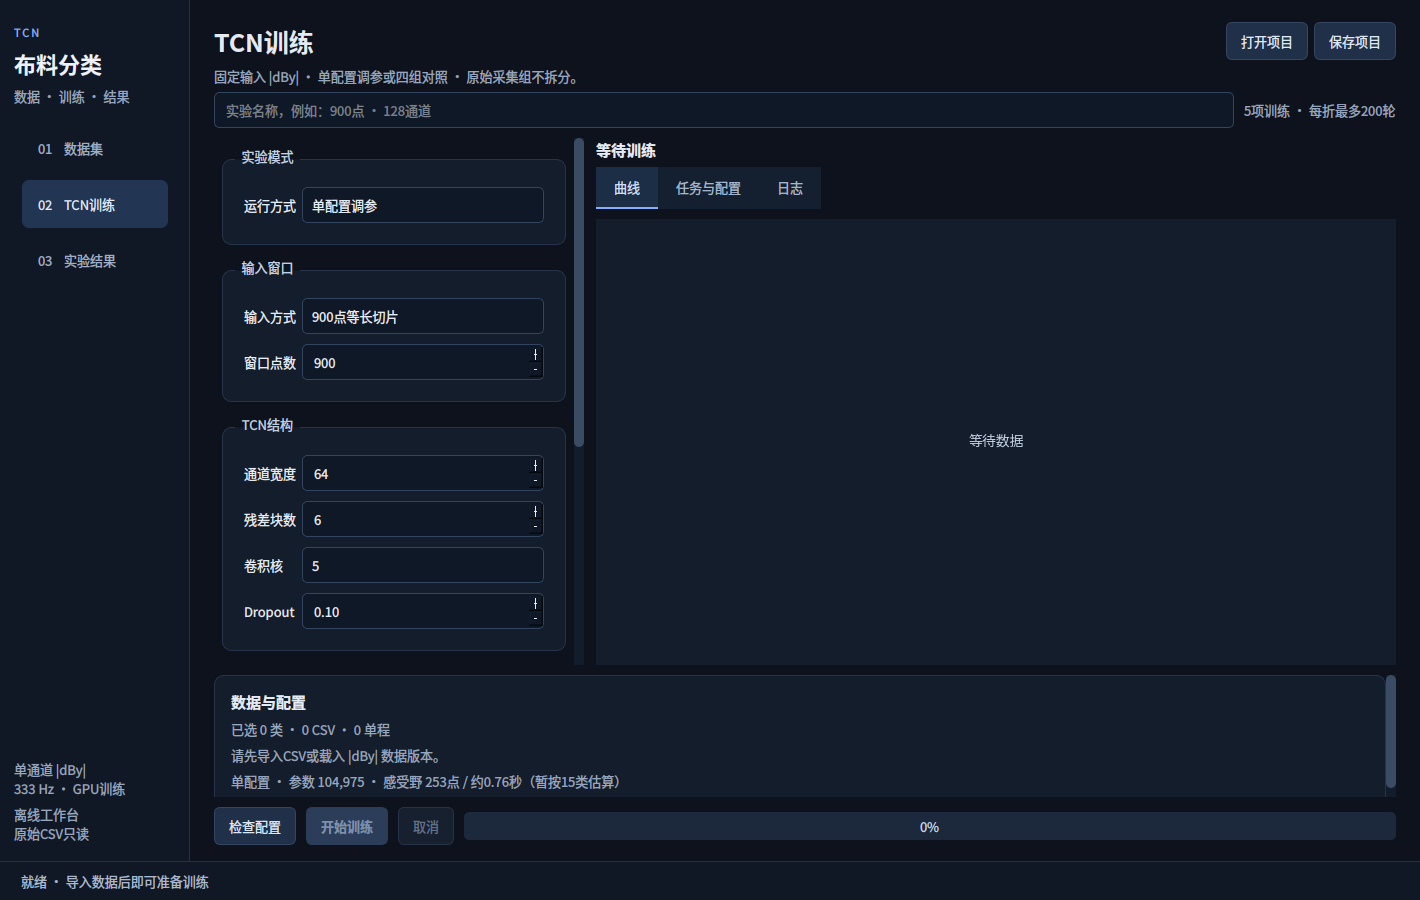 TCN
布料分类
数据 · 训练 · 结果
01 数据集
02 TCN训练
03 实验结果
单通道 |dBy|
333 Hz · GPU训练
离线工作台
原始CSV只读
TCN训练
打开项目
保存项目
固定输入 |dBy| · 单配置调参或四组对照 · 原始采集组不拆分。
实验名称，例如：900点 · 128通道
5项训练 · 每折最多200轮
实验模式
运行方式 单配置调参
输入窗口
输入方式 900点等长切片
窗口点数 900
TCN结构
通道宽度 64
残差块数 6
卷积核 5
Dropout 0.10
等待训练
曲线 任务与配置 日志
等待数据
数据与配置
已选 0 类 · 0 CSV · 0 单程
请先导入CSV或载入 |dBy| 数据版本。
单配置 · 参数 104,975 · 感受野 253点 / 约0.76秒（暂按15类估算）
检查配置 开始训练 取消 0%
就绪 · 导入数据后即可准备训练